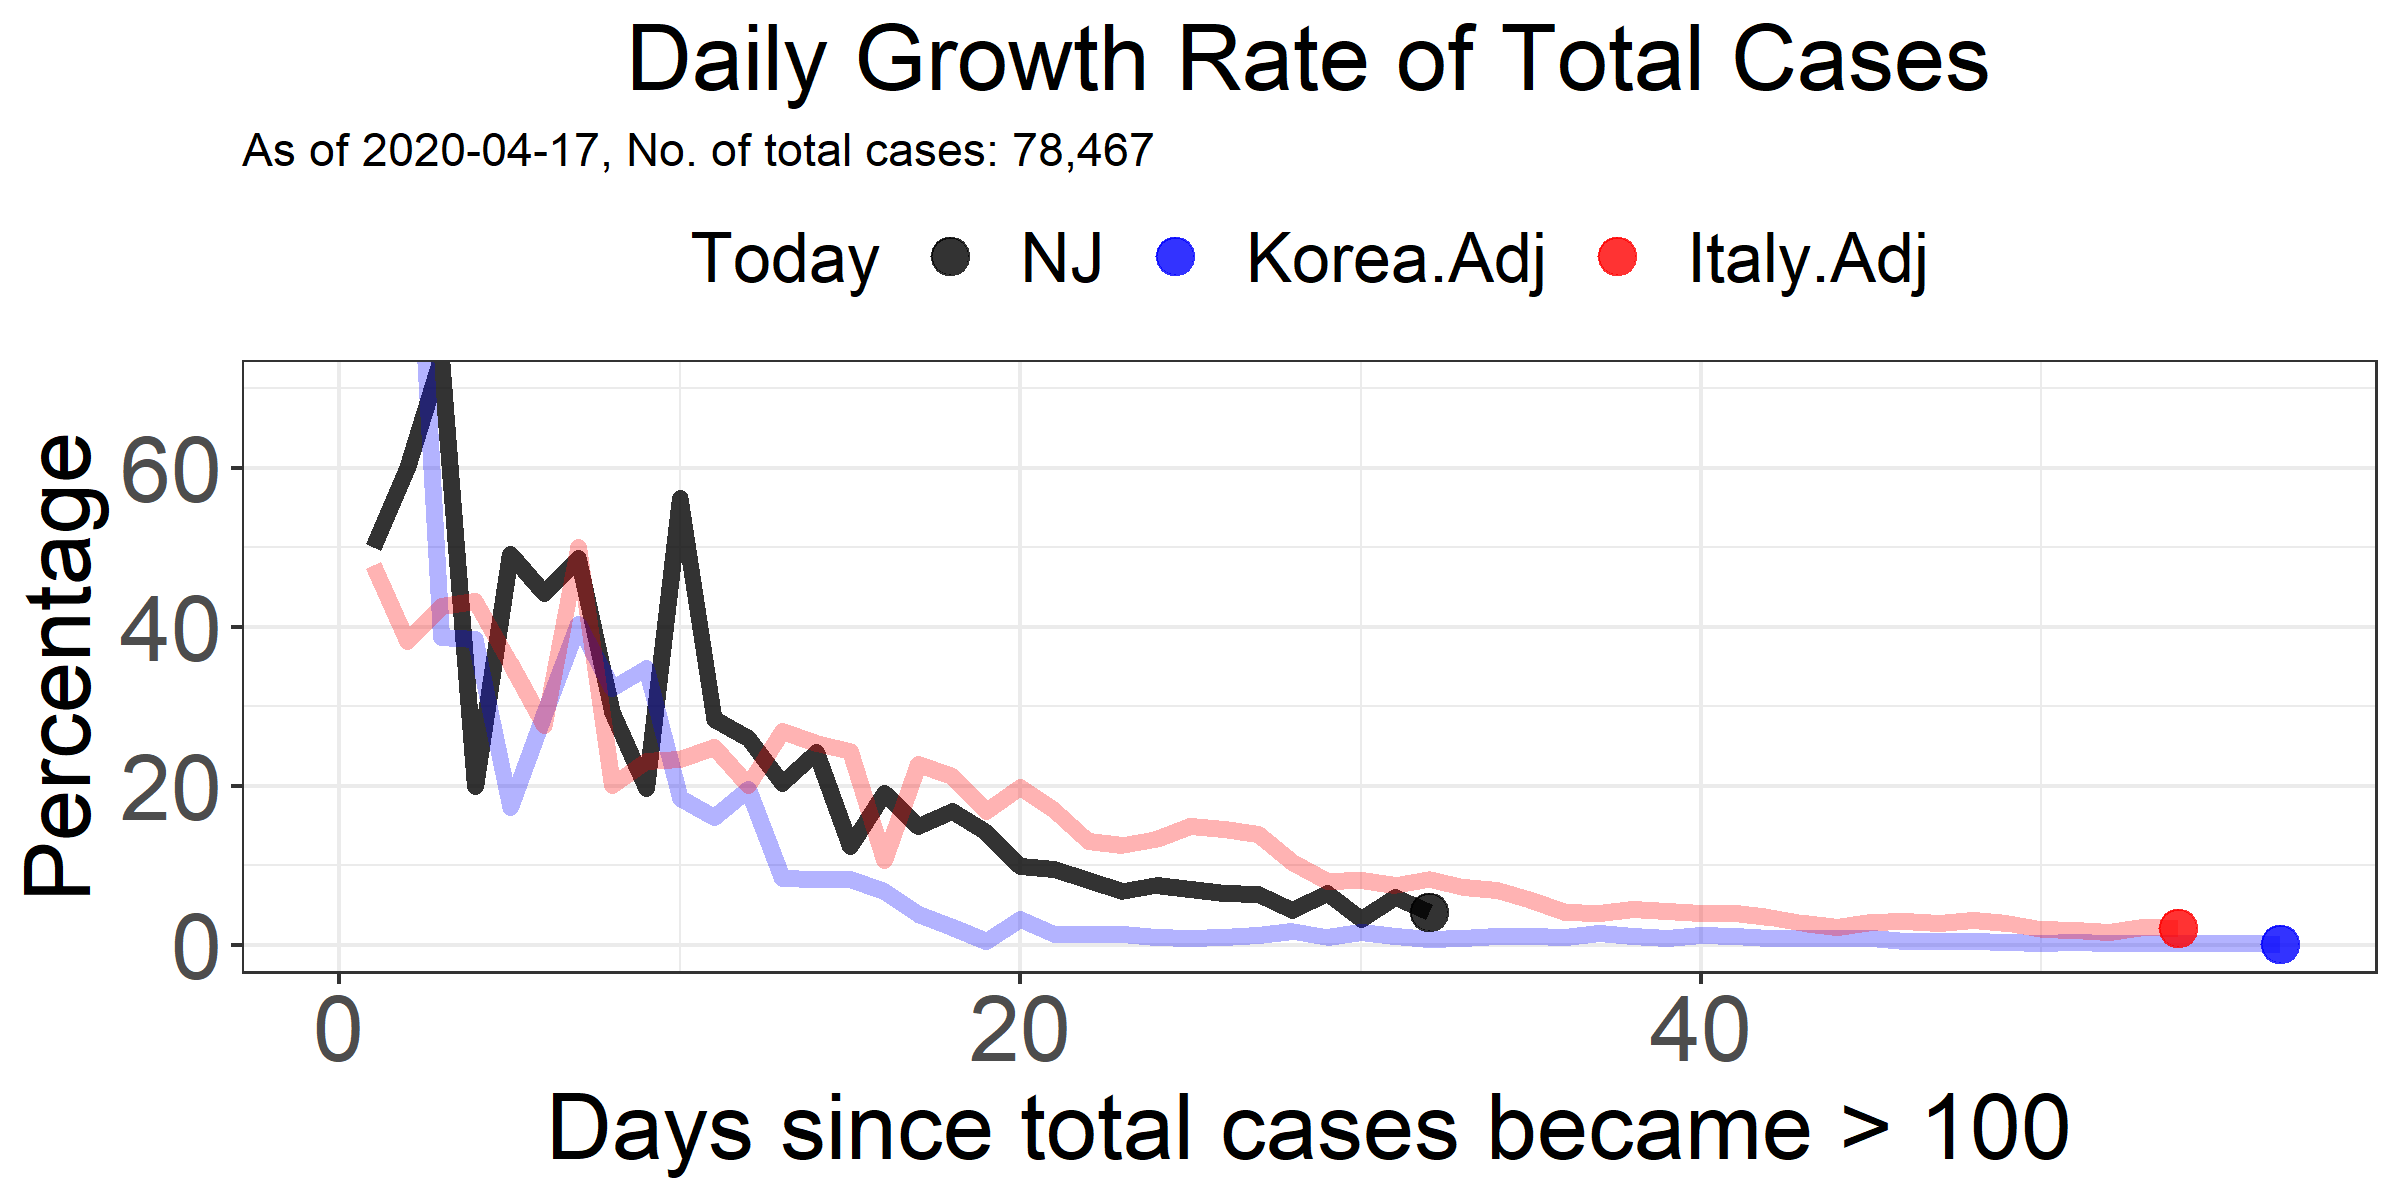 Daily Growth Rate of Total Cases
As of 2020-04-17, No. of total cases: 78,467
Today NJ Korea.Adj Italy.Adj
Percentage
60
40
20
0
0 20 40
Days since total cases became > 100